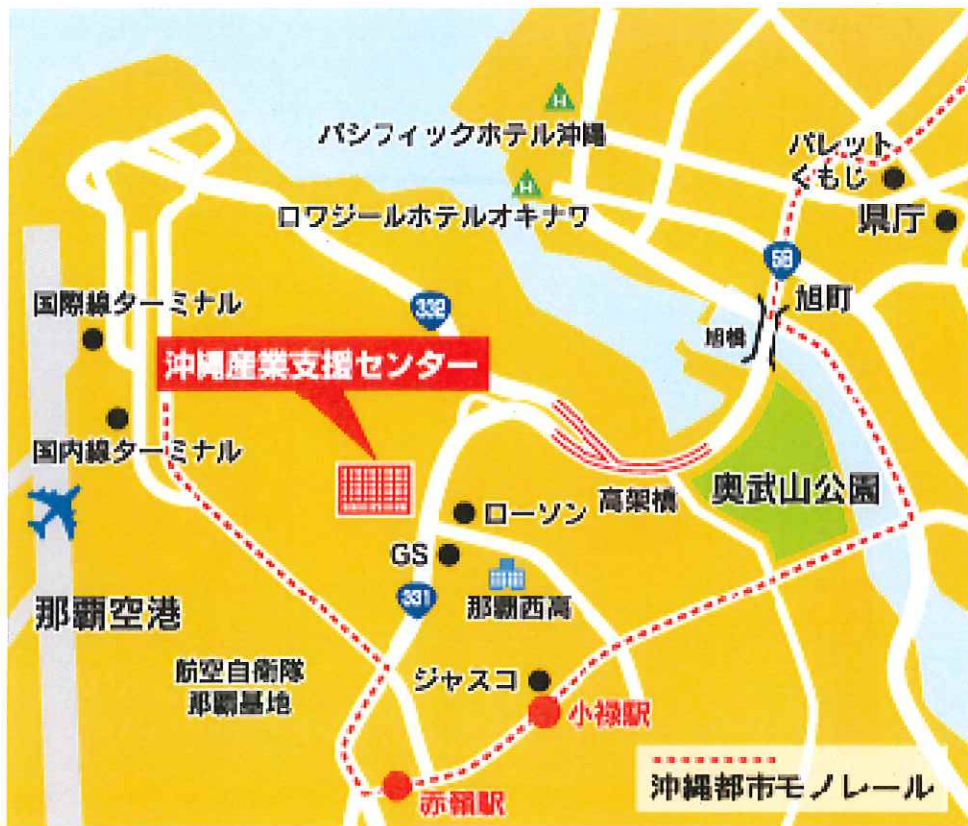 パシフィックホテル沖縄
パレット
くもじ
ロワジールホテルオキナワ
県庁
58
国際線ターミナル
332
旭町
旭橋
沖縄産業支援センター
国内線ターミナル
ローソン
高架橋
奥武山公園
GS
331
那覇西高
那覇空港
航空自衛隊
那覇基地
ジャスコ
小禄駅
赤嶺駅
沖縄都市モノレール
H
H